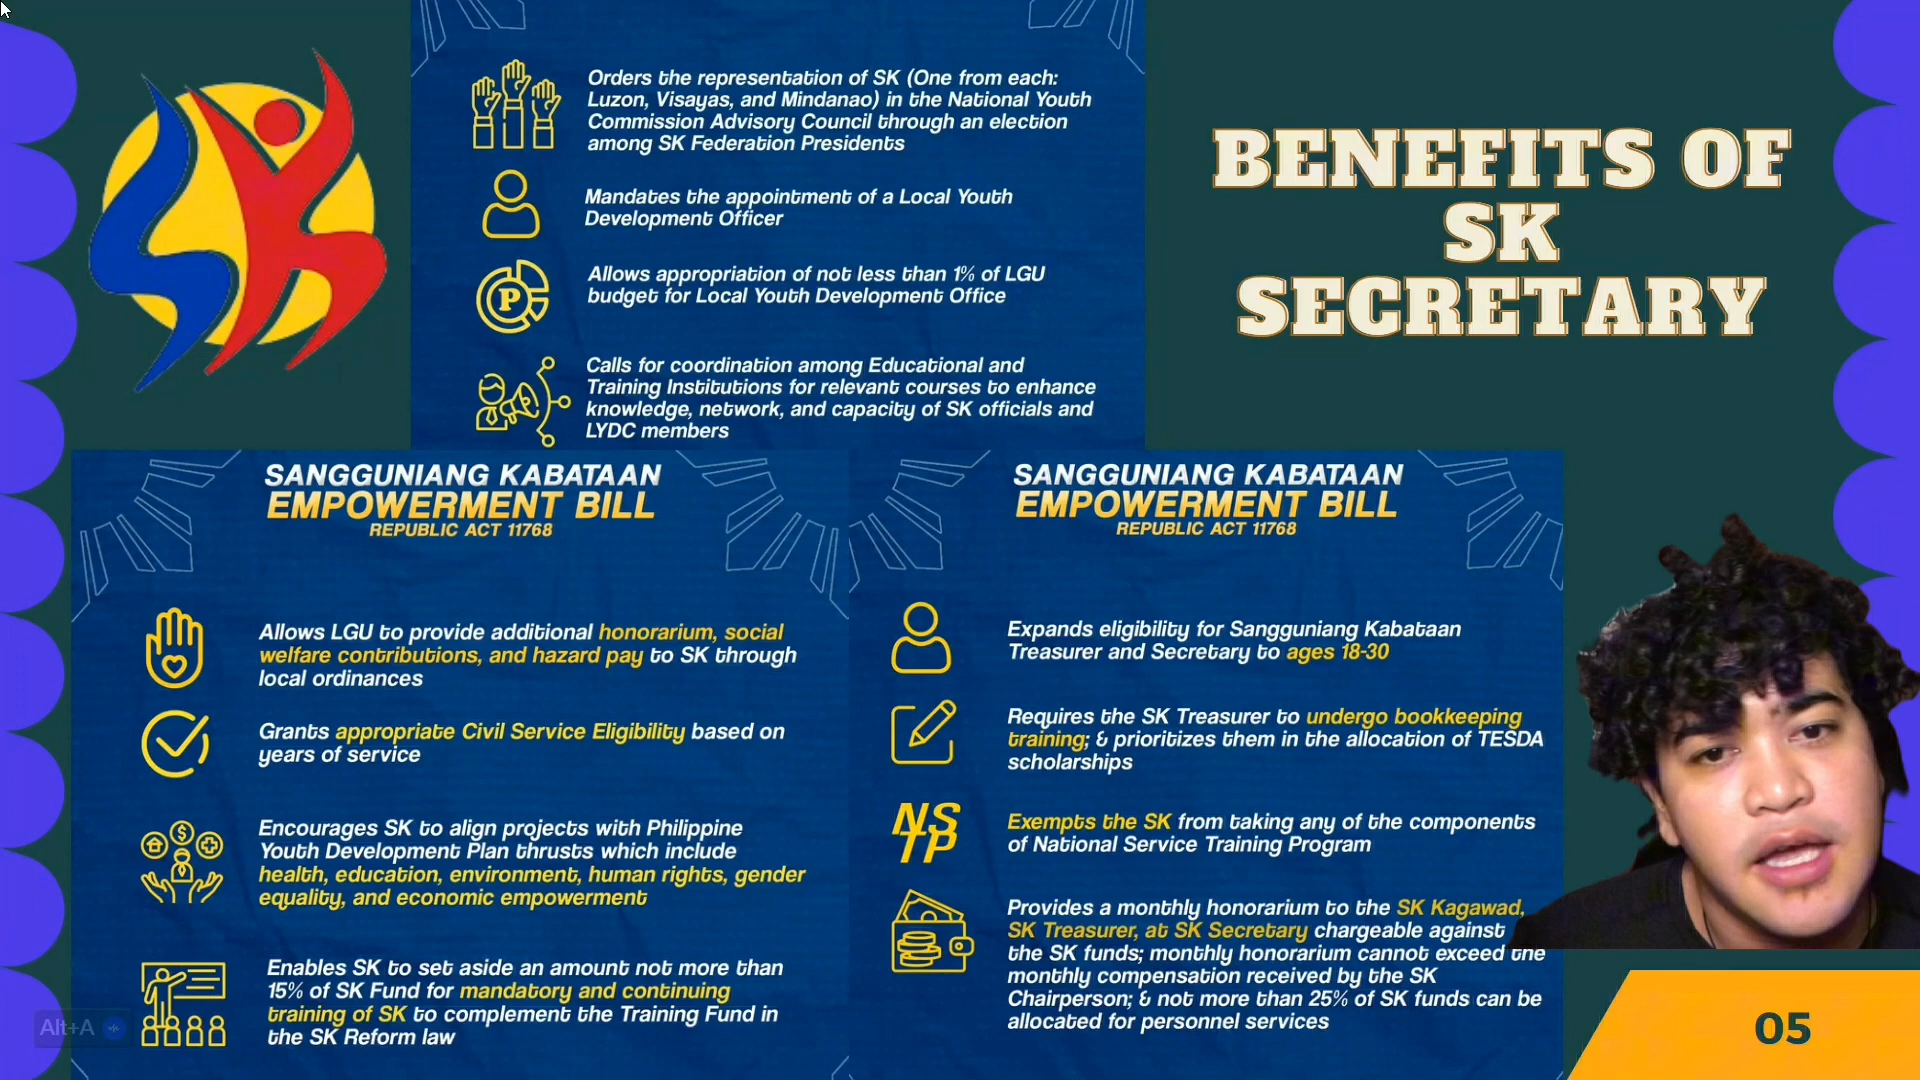 Orders the representation of SK (One from each:
Luzon, Visayas, and Mindanao) in the National Youth
Commission Advisory Council through an election
among SK Federation Presidents
Mandates the appointment of a Local Youth
Development Officer
P
Allows appropriation of not less than 1% of LGU
budget for Local Youth Development Office
Calls for coordination among Educational and
Training Institutions for relevant courses to enhance
knowledge, network, and capacity of SK officials and
LYDC members
BENEFITS OF
SK
SECRETARY
SANGGUNIANG KABATAAN
EMPOWERMENT BILL
REPUBLIC ACT 11768
Allows LGU to provide additional honorarium, social
welfare contributions, and hazard pay to SK through
local ordinances
Grants appropriate Civil Service Eligibility based on
years of service
Encourages SK to align projects with Philippine
Youth Development Plan thrusts which include
health, education, environment, human rights, gender
equality, and economic empowerment
Enables SK to set aside an amount not more than
15% of SK Fund for mandatory and continuing
training of SK to complement the Training Fund in
the SK Reform law
Alt+A
SANGGUNIANG KABATAAN
EMPOWERMENT BILL
REPUBLIC ACT 11768
Expands eligibility for Sangguniang Kabataan
Treasurer and Secretary to ages 18-30
Requires the SK Treasurer to undergo bookkeeping
training; & prioritizes them in the allocation of TESDA
scholarships
NS
TP
Exempts the SK from taking any of the components
of National Service Training Program
Provides a monthly honorarium to the SK Kagawad,
SK Treasurer, at SK Secretary chargeable against
the SK funds; monthly honorarium cannot exceed the
monthly compensation received by the SK
Chairperson; & not more than 25% of SK funds can be
allocated for personnel services
05